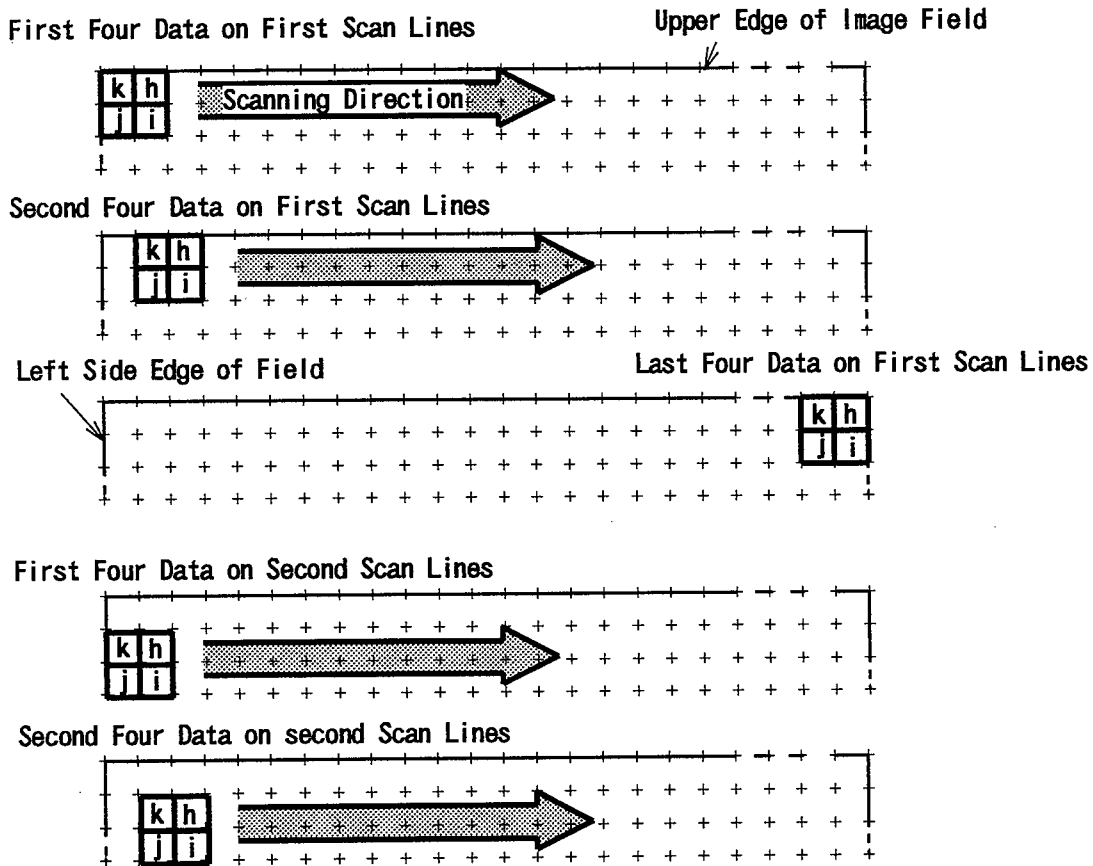 First Four Data on First Scan Lines
Upper Edge of Image Field
k h
j i
Scanning Direction
Second Four Data on First Scan Lines
k h
j i
Left Side Edge of Field
Last Four Data on First Scan Lines
k h
j i
First Four Data on Second Scan Lines
k h
j i
Second Four Data on second Scan Lines
k h
j i